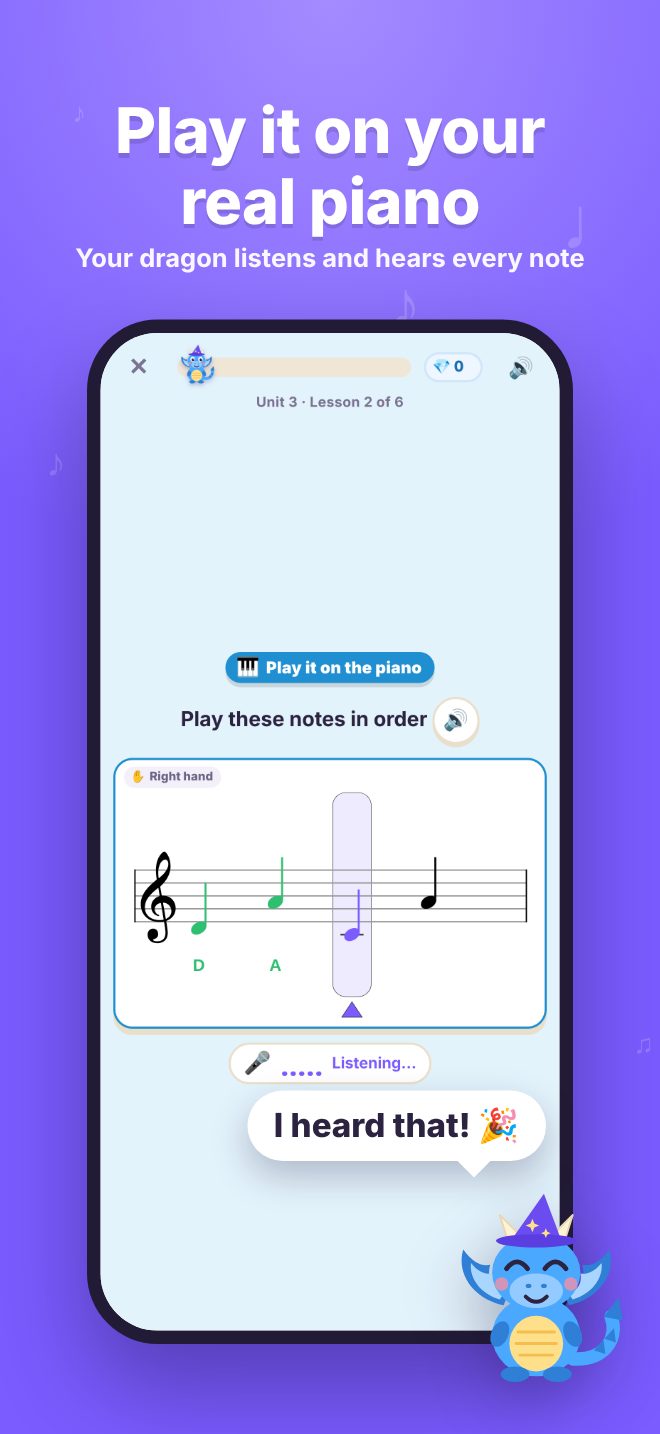 Play it on your
real piano
Your dragon listens and hears every note
0
Unit 3 · Lesson 2 of 6
Play it on the piano
Play these notes in order
Right hand
D A
Listening...
I heard that!